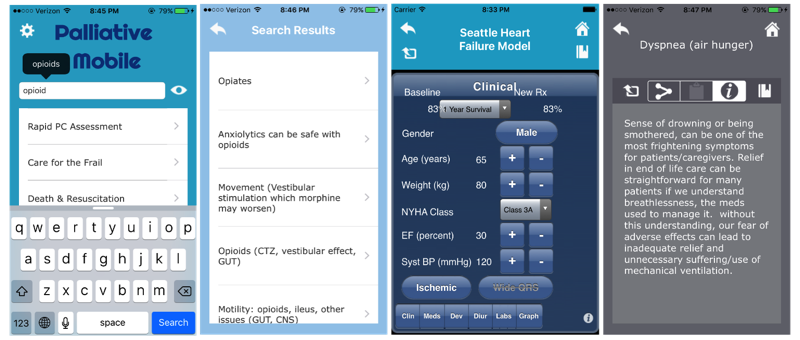 Verizon 8:45 PM 79%
Palliative
Mobile
opioids
opioid
Rapid PC Assessment
Care for the Frail
Death & Resuscitation
q w e r t y u i o p
a s d f g h j k l
z x c v b n m
123 space Search
Verizon 8:46 PM 79%
Search Results
Opiates
Anxiolytics can be safe with
opioids
Movement (Vestibular
stimulation which morphine
may worsen)
Opioids (CTZ, vestibular effect,
GUT)
Motility: opioids, ileus, other
issues (GUT, CNS)
Carrier 8:33 PM
Seattle Heart
Failure Model
Clinical
Baseline New Rx
83% 1 Year Survival 83%
Gender Male
Age (years) 65 + -
Weight (kg) 80 + -
NYHA Class Class 3A
EF (percent) 30 + -
Syst BP (mmHg) 120 + -
Ischemic Wide QRS
Clin Meds Dev Diur Labs Graph i
Verizon 8:47 PM 79%
Dyspnea (air hunger)
i
Sense of drowning or being
smothered, can be one of the
most frightening symptoms
for patients/caregivers. Relief
in end of life care can be
straightforward for many
patients if we understand
breathlessness, the meds
used to manage it. without
this understanding, our fear of
adverse effects can lead to
inadequate relief and
unnecessary suffering/use of
mechanical ventilation.